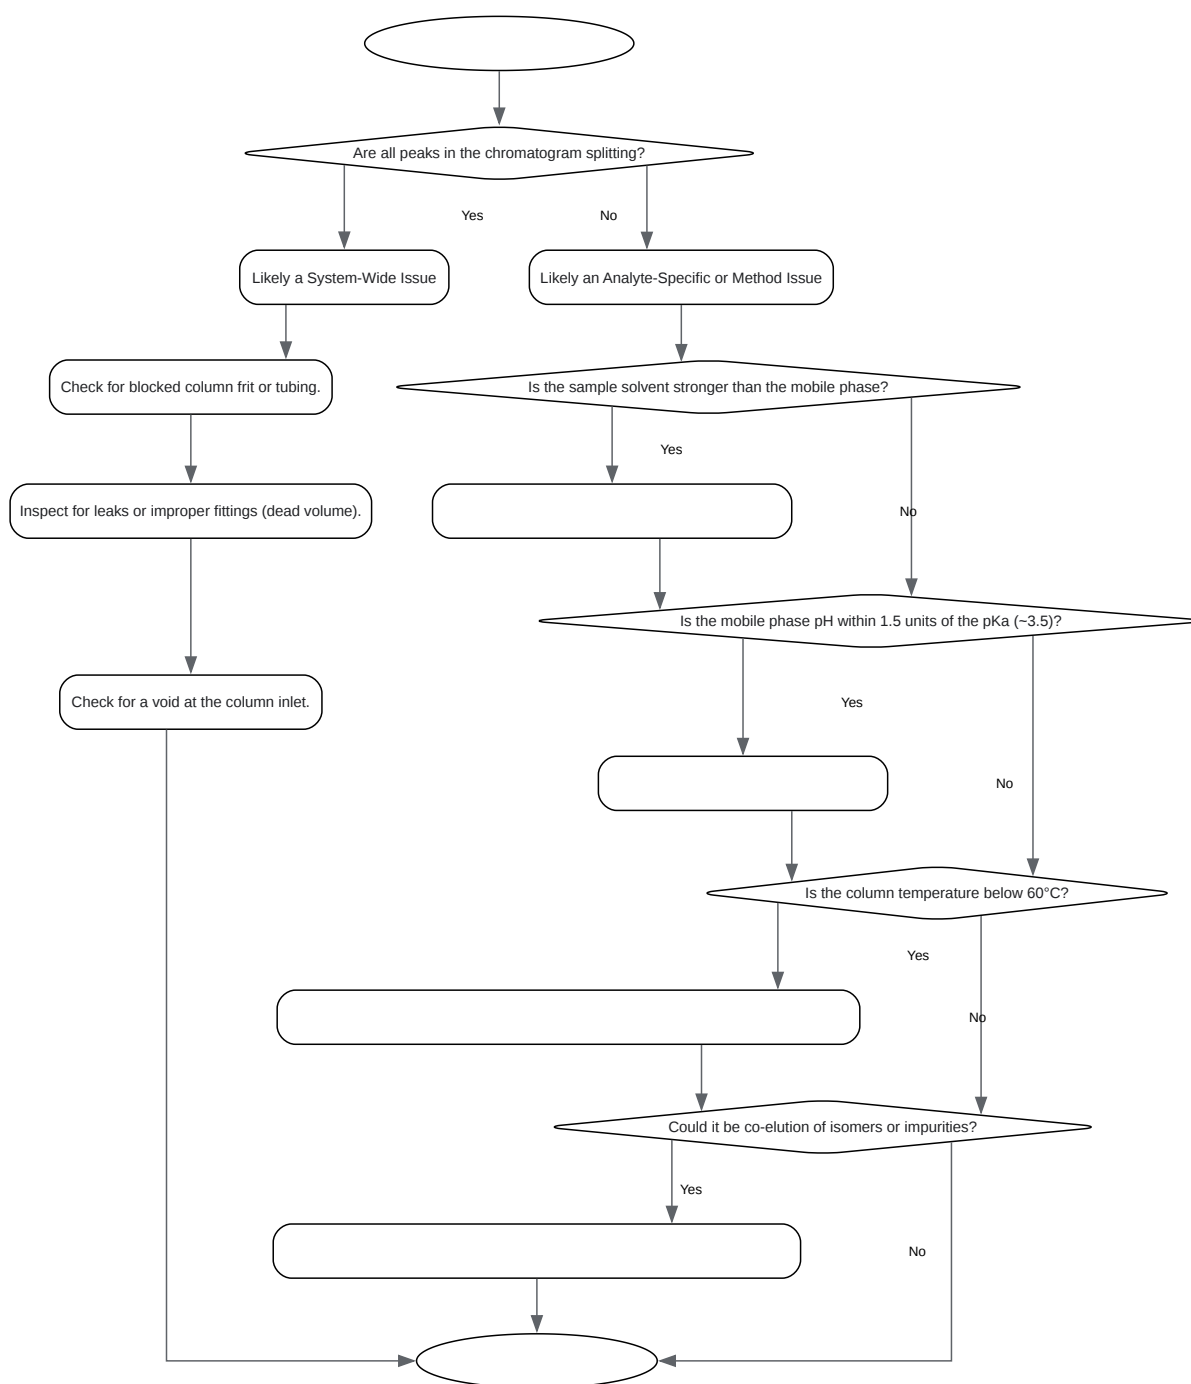 Are all peaks in the chromatogram splitting?
Yes
No
Likely a System-Wide Issue
Likely an Analyte-Specific or Method Issue
Check for blocked column frit or tubing.
Is the sample solvent stronger than the mobile phase?
Yes
Inspect for leaks or improper fittings (dead volume).
No
Is the mobile phase pH within 1.5 units of the pKa (~3.5)?
Check for a void at the column inlet.
Yes
No
Is the column temperature below 60°C?
Yes
No
Could it be co-elution of isomers or impurities?
Yes
No